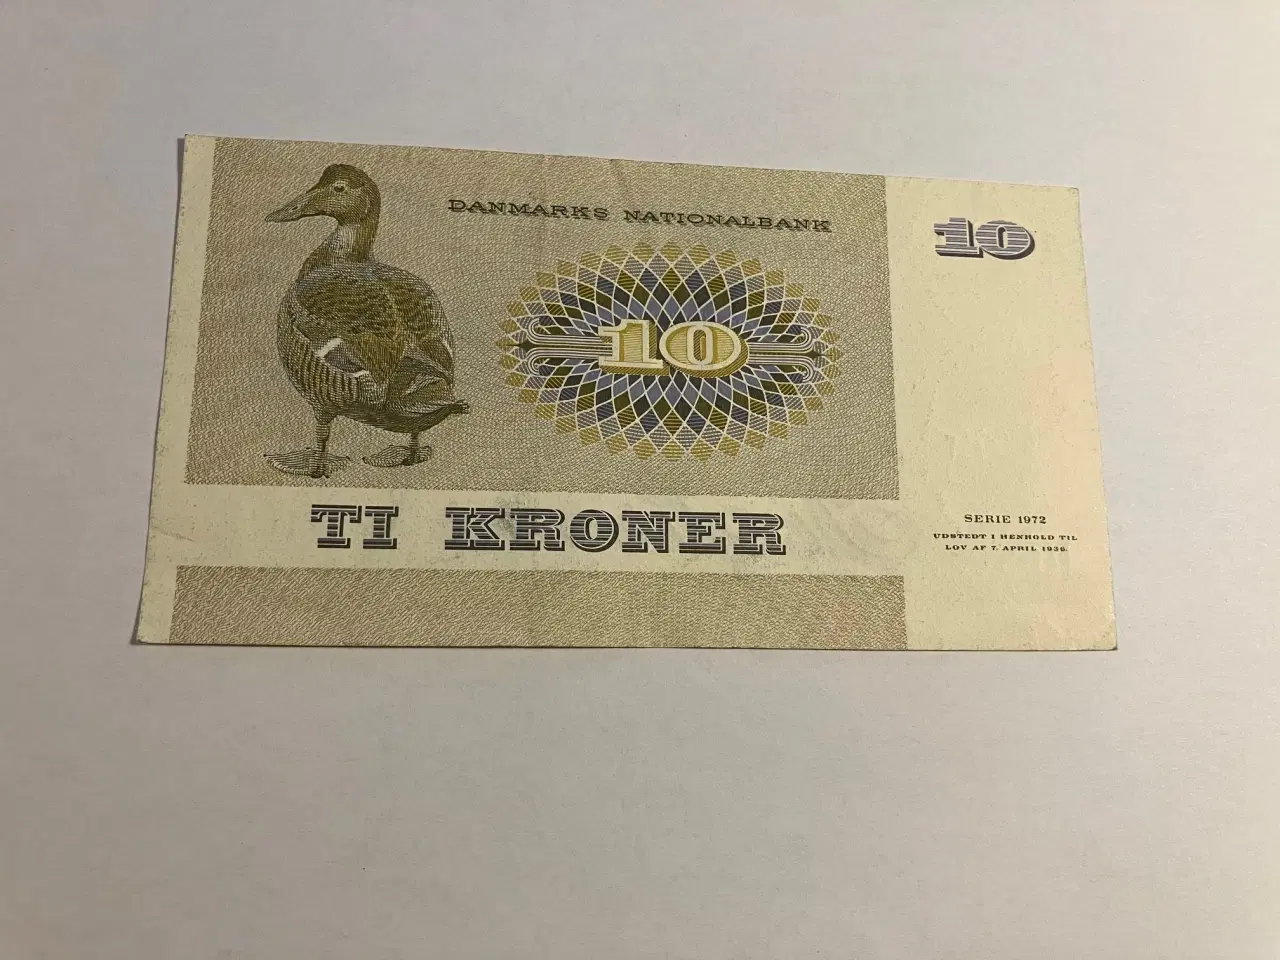 DANMARKS NATIONALBANK
10
10
TI KRONER
SERIE 1972
UDSTEDT I HENHOLD TIL
LOV AF 7. APRIL 1936.